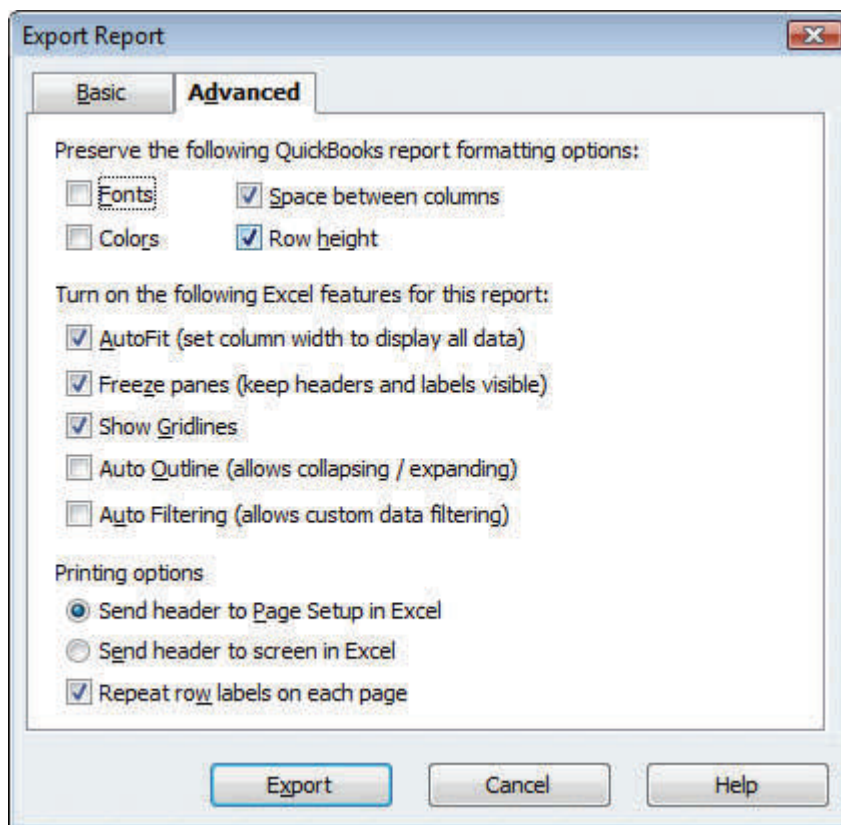 Export Report
Basic Advanced
Preserve the following QuickBooks report formatting options:
Fonts Space between columns
Colors Row height
Turn on the following Excel features for this report:
AutoFit (set column width to display all data)
Freeze panes (keep headers and labels visible)
Show Gridlines
Auto Outline (allows collapsing / expanding)
Auto Filtering (allows custom data filtering)
Printing options
Send header to Page Setup in Excel
Send header to screen in Excel
Repeat row labels on each page
Export Cancel Help